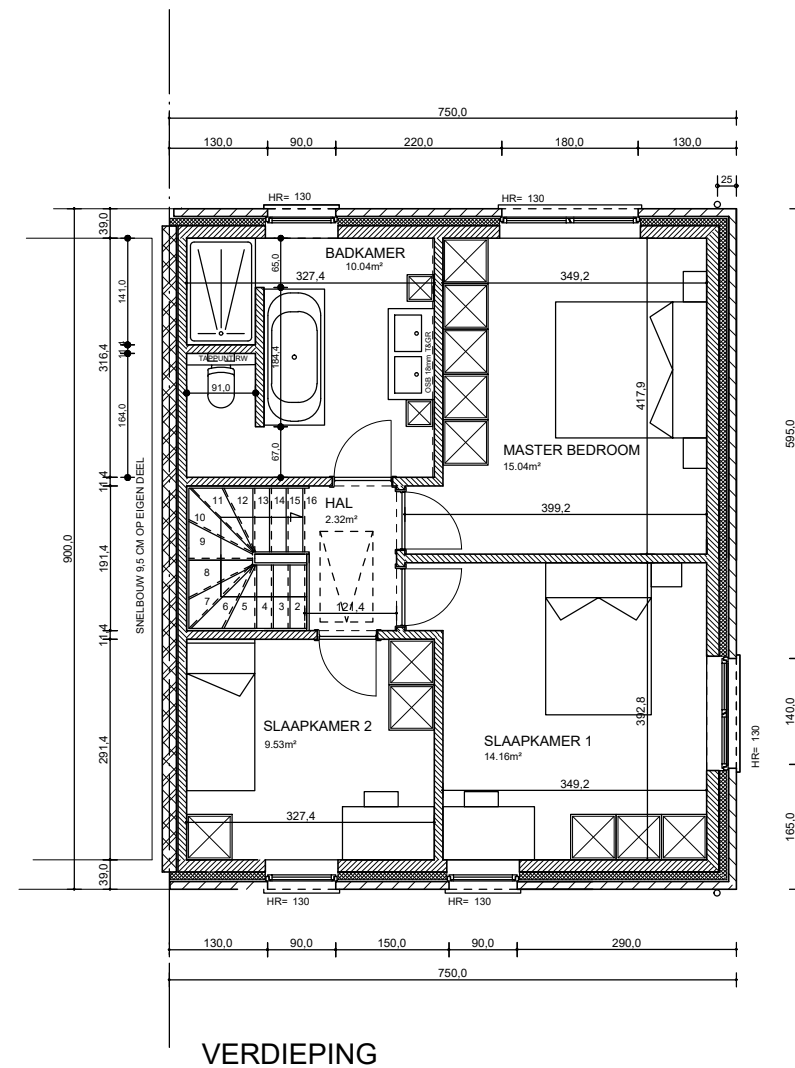 750,0
130,0 90,0 220,0 180,0 130,0
25
HR= 130
HR= 130
39,0
BADKAMER
10.04m²
65,0
327,4
349,2
141,0
316,4
11,4
TAPPUNT RW
184,4
OSB 18mm T&GR
91,0
417,9
595,0
164,0
67,0
MASTER BEDROOM
15.04m²
11,4
SNELBOUW 9,5 CM OP EIGEN DEEL
11 12 13 14 15 16
HAL
2.32m²
399,2
10
9
900,0
191,4
8
7 6 5 4 3 2
121,4
11,4
SLAAPKAMER 2
9.53m²
392,8
140,0
HR= 130
SLAAPKAMER 1
14.16m²
291,4
349,2
327,4
165,0
39,0
HR= 130
HR= 130
130,0 90,0 150,0 90,0 290,0
750,0
VERDIEPING